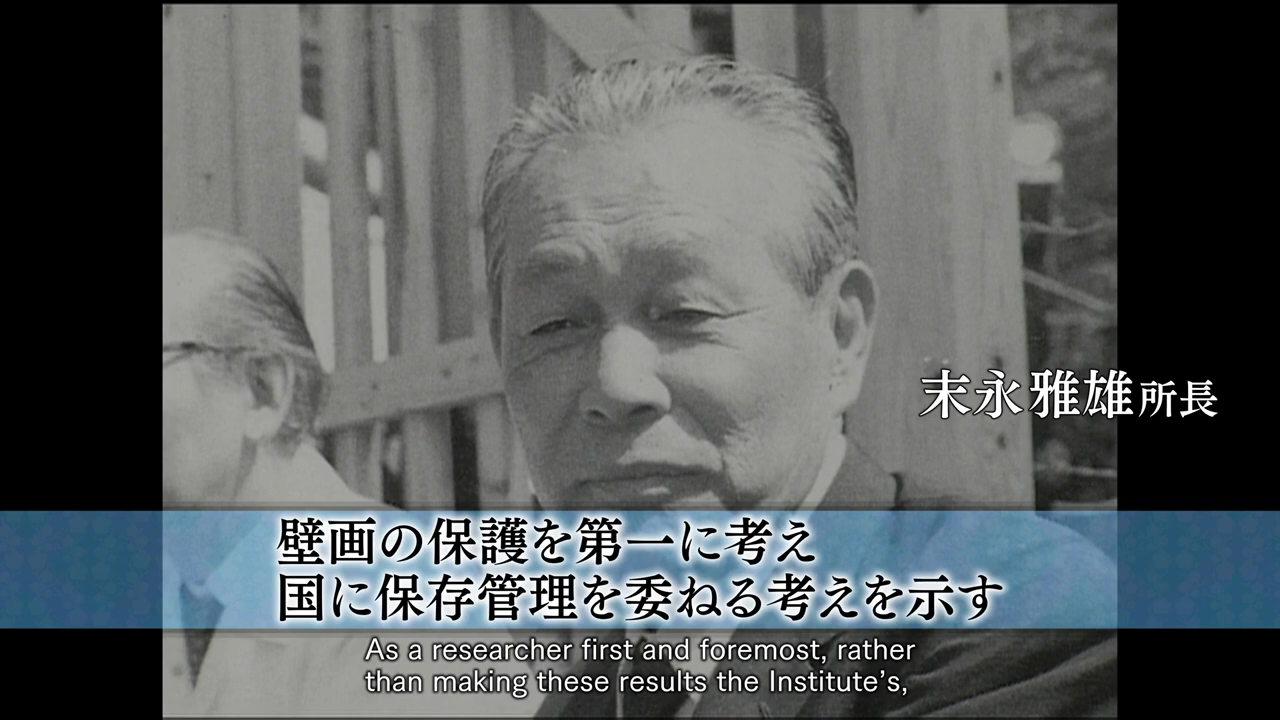 末永雅雄所長
壁画の保護を第一に考え
国に保存管理を委ねる考えを示す
As a researcher first and foremost, rather
than making these results the Institute's,